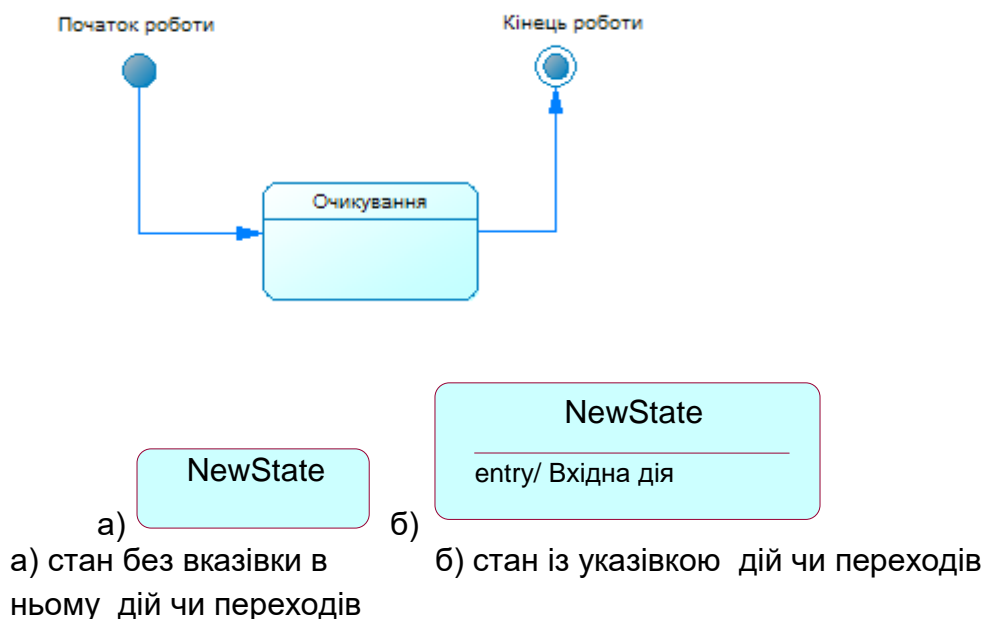 Початок роботи
Кінець роботи
Очикування
NewState
entry/ Вхідна дія
NewState
а)
б)
а) стан без вказівки в
ньому дій чи переходів
б) стан із указівкою дій чи переходів